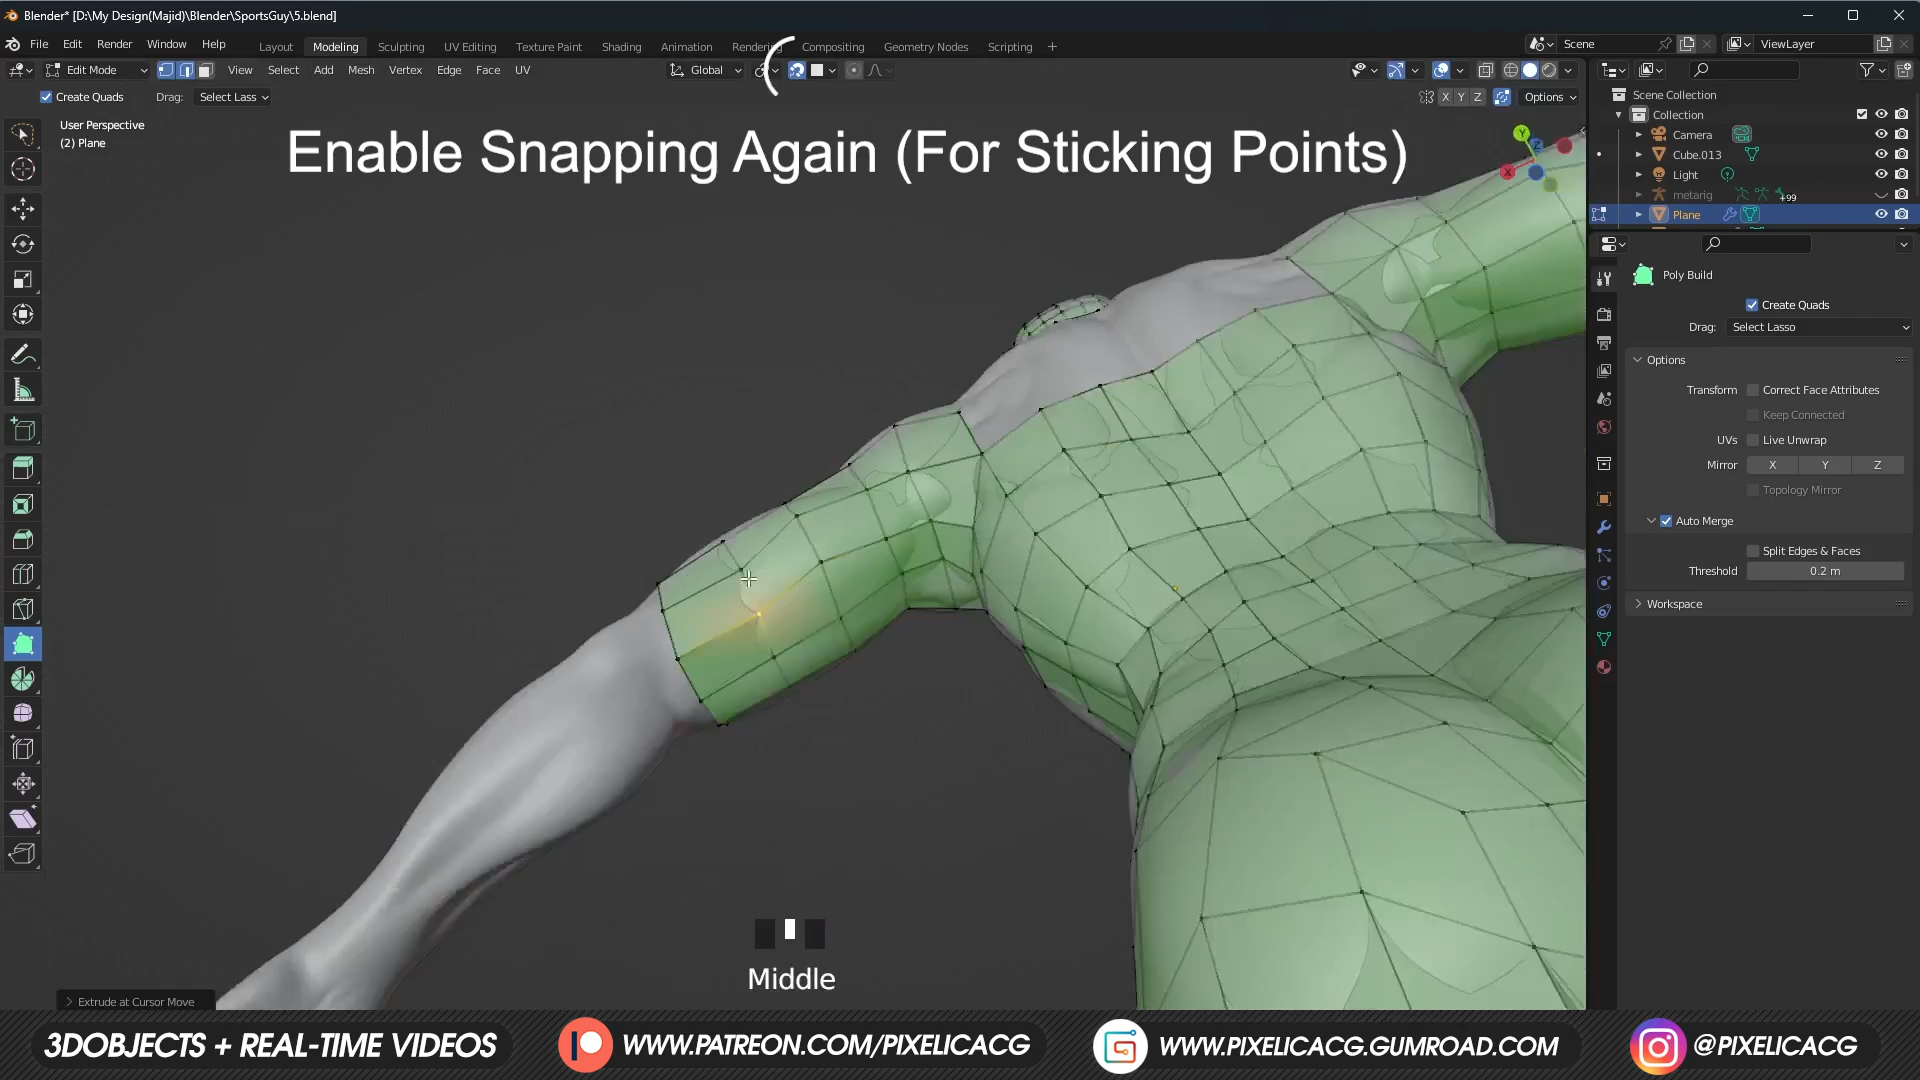 Blender* [D:\My Design(Majid)\Blender\SportsGuy\5.blend]
File Edit Render Window Help Layout Modeling Sculpting UV Editing Texture Paint Shading Animation Rendering Compositing Geometry Nodes Scripting + Scene ViewLayer
Edit Mode View Select Add Mesh Vertex Edge Face UV Global
Create Quads Drag: Select Lass X Y Z Options
Scene Collection
Collection
Camera
Cube.013
Light
metarig +99
Plane
User Perspective
(2) Plane
Enable Snapping Again (For Sticking Points)
Y
Z
X
Poly Build
Create Quads
Drag: Select Lasso
Options
Transform Correct Face Attributes
Keep Connected
UVs Live Unwrap
Mirror X Y Z
Topology Mirror
Auto Merge
Split Edges & Faces
Threshold 0.2 m
Workspace
Middle
Extrude at Cursor Move
3DOBJECTS + REAL-TIME VIDEOS WWW.PATREON.COM/PIXELICACG WWW.PIXELICACG.GUMROAD.COM @PIXELICACG